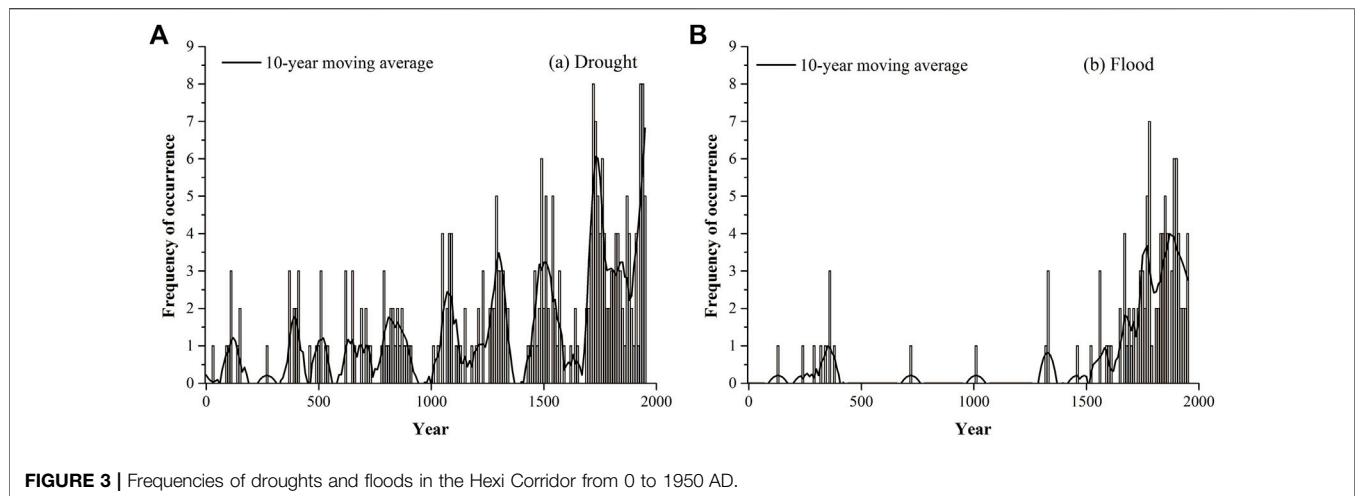 A
9
8
7
6
5
4
3
2
1
0
Frequency of occurrence
10-year moving average
(a) Drought
0
500
1000
1500
2000
Year
B
9
8
7
6
5
4
3
2
1
0
Frequency of occurrence
10-year moving average
(b) Flood
0
500
1000
1500
2000
Year
FIGURE 3 | Frequencies of droughts and floods in the Hexi Corridor from 0 to 1950 AD.